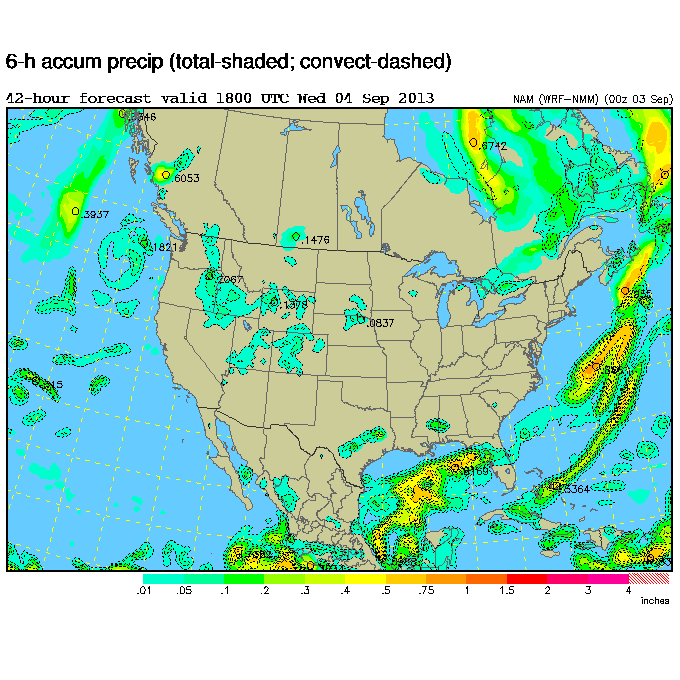 6-h accum precip (total-shaded; convect-dashed)
42-hour forecast valid 1800 UTC Wed 04 Sep 2013 NAM (WRF-NMM) (00z 03 Sep)
.6742
.6053
.3937
.1476
.1821
.2067
.0837
.01 .05 .1 .2 .3 .4 .5 .75 1 1.5 2 3 4
inches